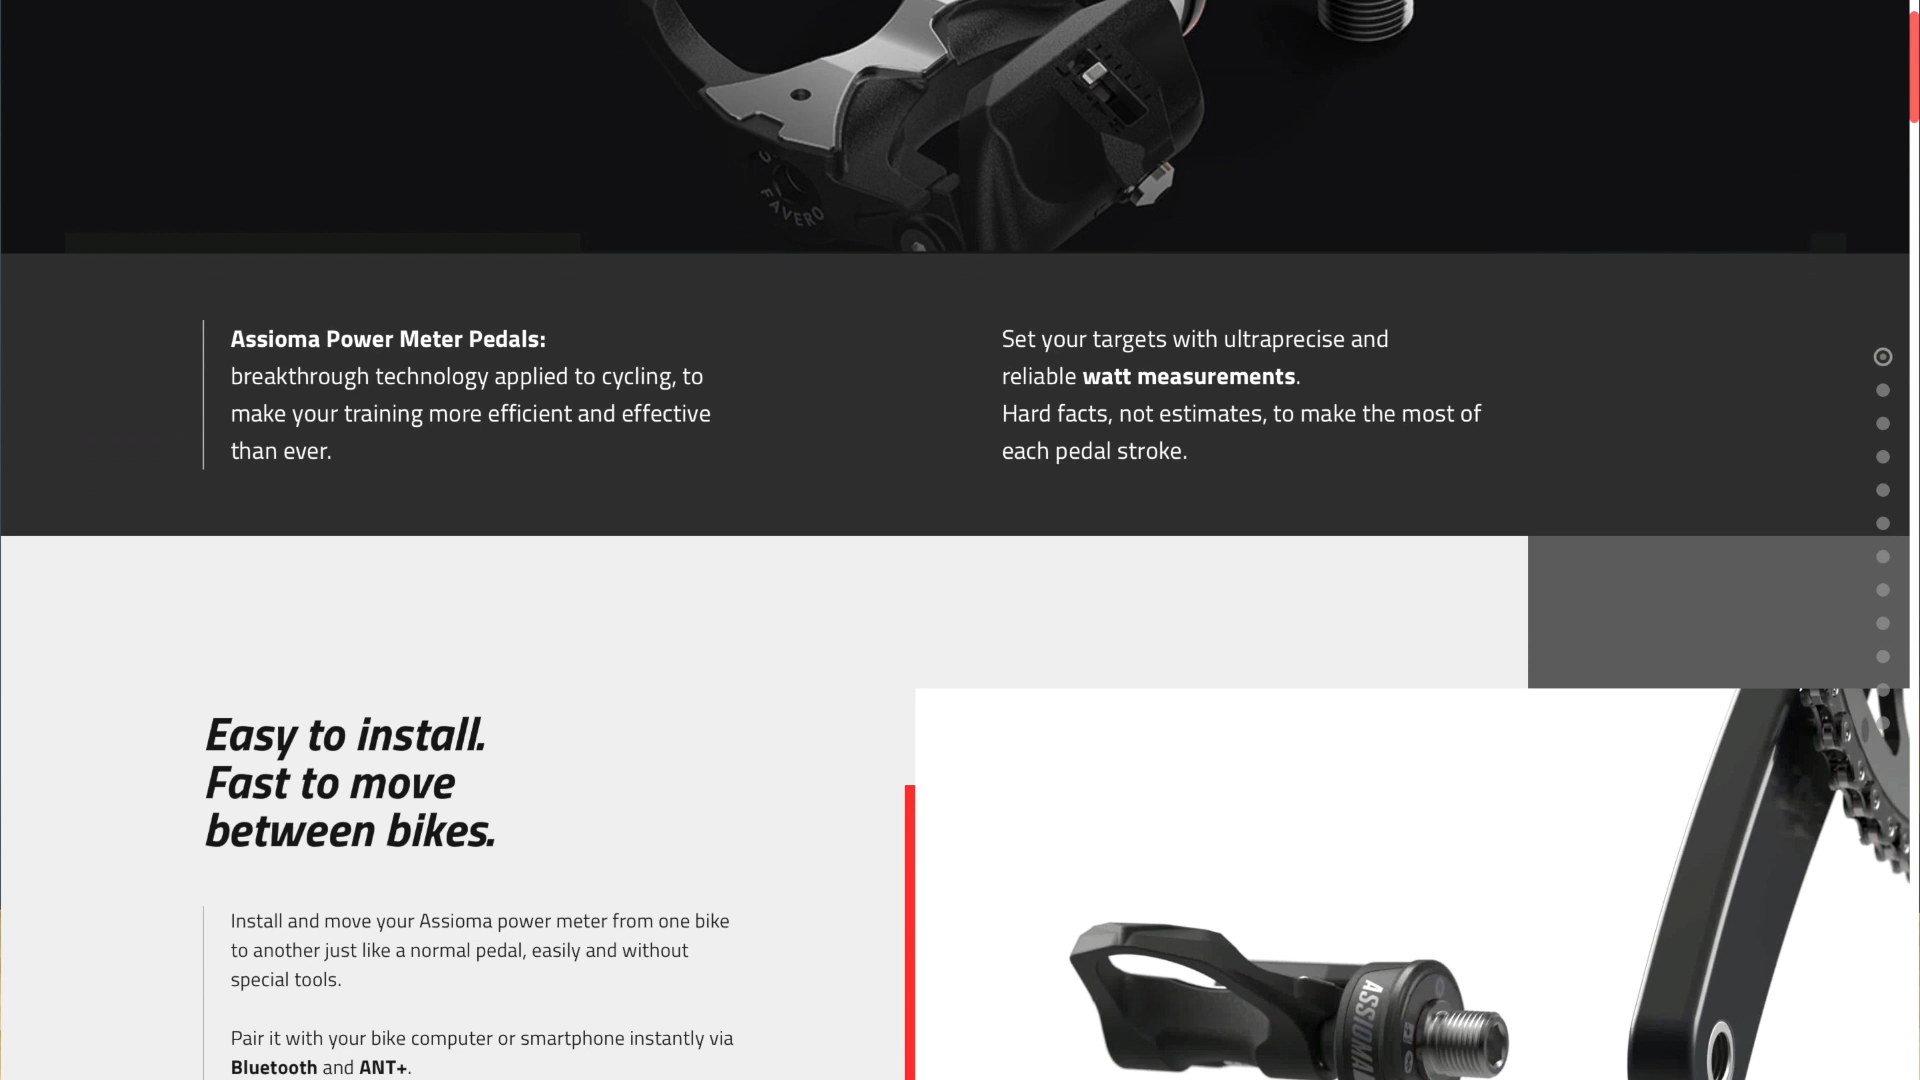 FAVERO
Assioma Power Meter Pedals:
breakthrough technology applied to cycling, to
make your training more efficient and effective
than ever.
Set your targets with ultraprecise and
reliable watt measurements.
Hard facts, not estimates, to make the most of
each pedal stroke.
Easy to install.
Fast to move
between bikes.
Install and move your Assioma power meter from one bike
to another just like a normal pedal, easily and without
special tools.
Pair it with your bike computer or smartphone instantly via
Bluetooth and ANT+.
ASSIOMA